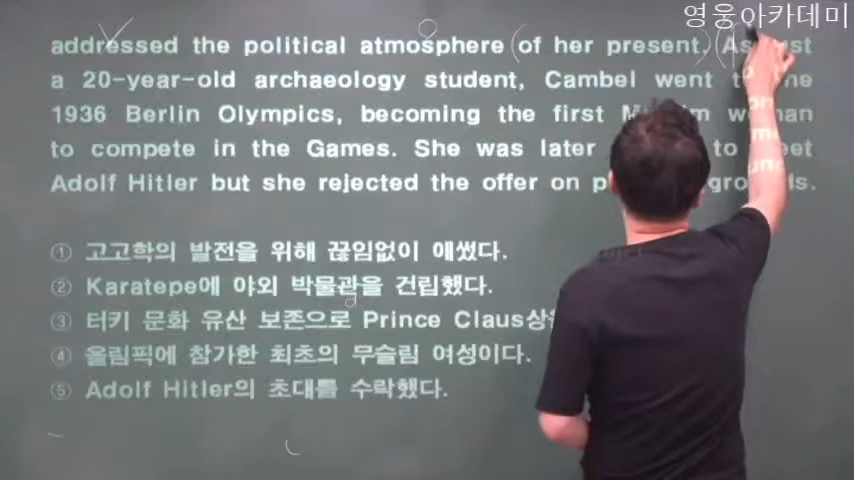 영웅아카데미
addressed the political atmosphere (of her present.) (As
a 20-year-old archaeology student, Cambel went
1936 Berlin Olympics, becoming the first
to compete in the Games. She was later to
Adolf Hitler but she rejected the offer on
① 고고학의 발전을 위해 끊임없이 애썼다.
② Karatepe에 야외 박물관을 건립했다.
③ 터키 문화 유산 보존으로 Prince Claus상을
④ 올림픽에 참가한 최초의 무슬림 여성이다.
⑤ Adolf Hitler의 초대를 수락했다.